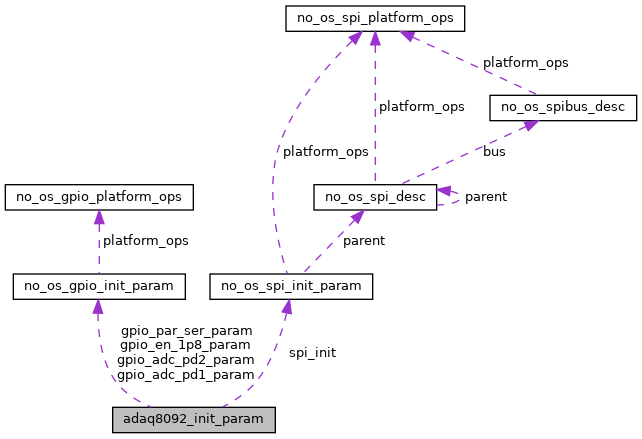 no_os_spi_platform_ops
platform_ops
no_os_spibus_desc
platform_ops
platform_ops
bus
no_os_gpio_platform_ops
no_os_spi_desc
parent
platform_ops
parent
no_os_gpio_init_param
no_os_spi_init_param
gpio_par_ser_param
gpio_en_1p8_param
gpio_adc_pd2_param
gpio_adc_pd1_param
spi_init
adaq8092_init_param